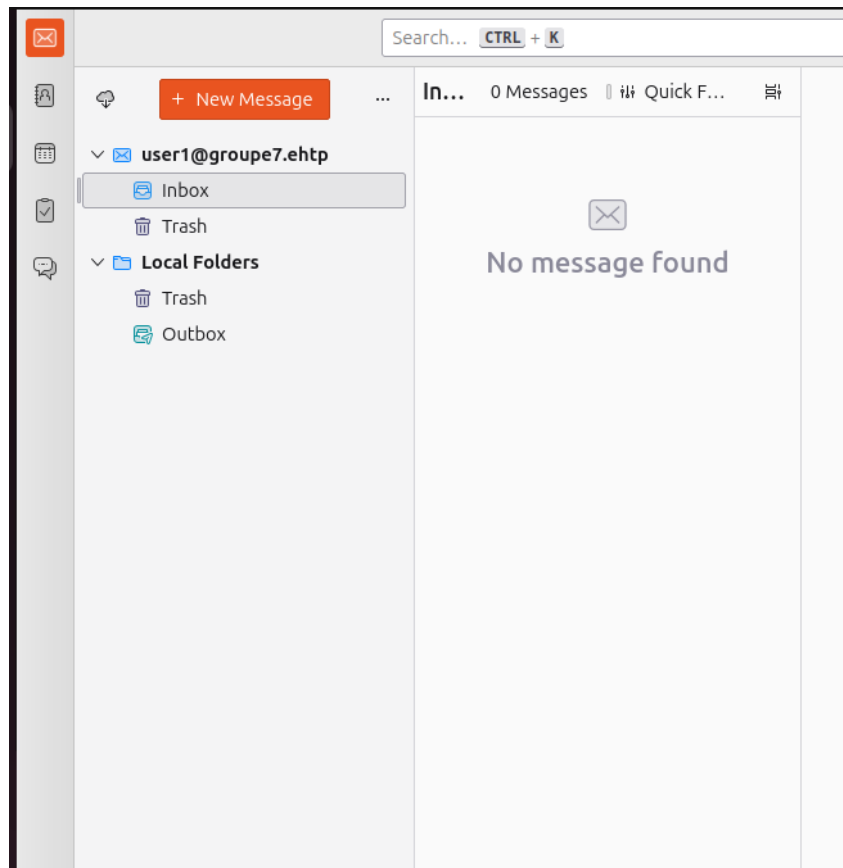 Search... CTRL + K
+ New Message ...
user1@groupe7.ehtp
Inbox
Trash
Local Folders
Trash
Outbox
In... 0 Messages Quick F...
No message found